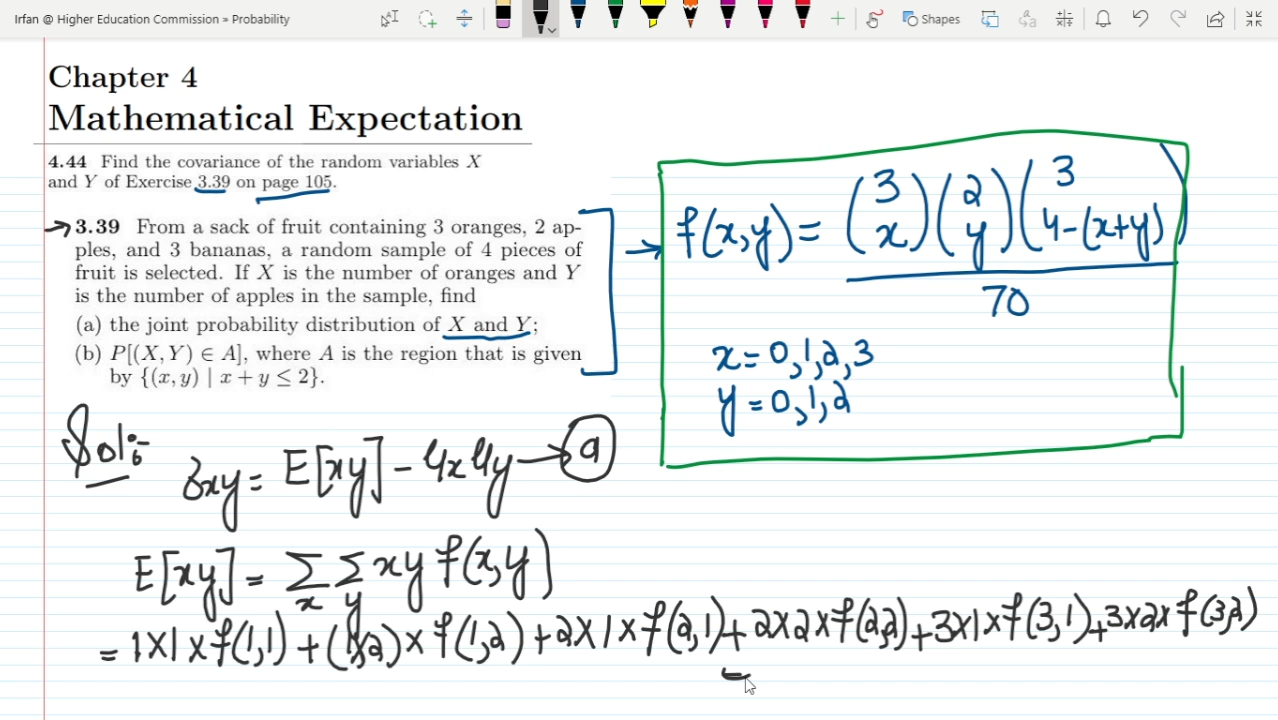 Irfan @ Higher Education Commission » Probability
Shapes
Chapter 4
Mathematical Expectation
4.44 Find the covariance of the random variables X
and Y of Exercise 3.39 on page 105.
→3.39 From a sack of fruit containing 3 oranges, 2 ap-
ples, and 3 bananas, a random sample of 4 pieces of
fruit is selected. If X is the number of oranges and Y
is the number of apples in the sample, find
(a) the joint probability distribution of X and Y;
(b) P[(X, Y) ∈ A], where A is the region that is given
by {(x, y) | x + y ≤ 2}.
→ f(x,y) = (3 x)(2 y)(3 4-(x+y))
70
x = 0,1,2,3
y = 0,1,2
Sol:
σxy = E[xy] - μx μy → a
E[xy] = Σx Σy xy f(x,y)
= 1×1×f(1,1) + (1×2)×f(1,2) + 2×1×f(2,1) + 2×2×f(2,2) + 3×1×f(3,1) + 3×2×f(3,2)